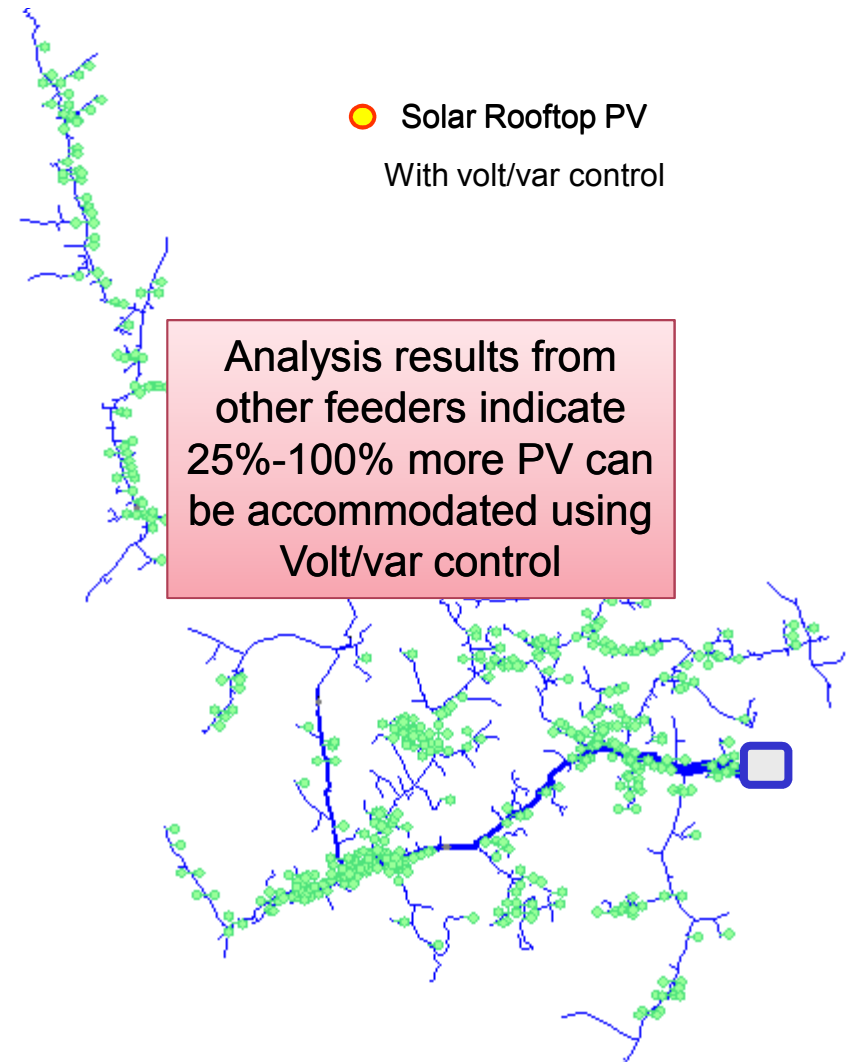 Solar Rooftop PV
With volt/var control
Analysis results from
other feeders indicate
25%-100% more PV can
be accommodated using
Volt/var control